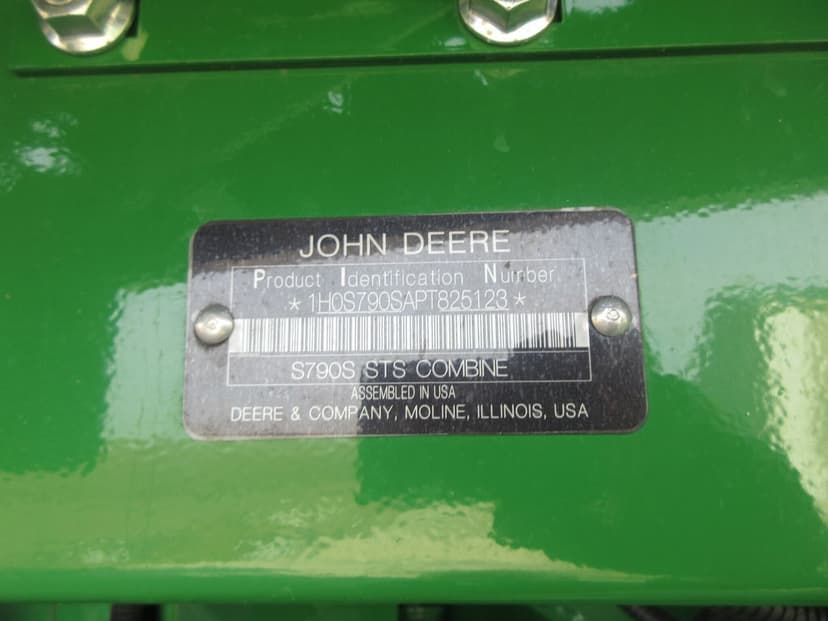 JOHN DEERE
Product Identification Number
*1H0S790SAPT825123*
S790S STS COMBINE
ASSEMBLED IN USA
DEERE & COMPANY, MOLINE, ILLINOIS, USA